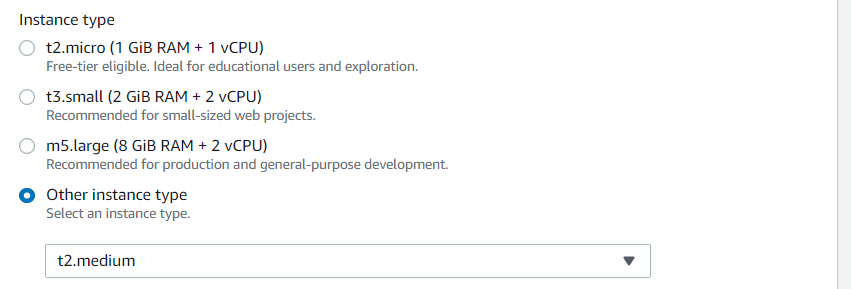 Instance type
t2.micro (1 GiB RAM + 1 vCPU)
Free-tier eligible. Ideal for educational users and exploration.
t3.small (2 GiB RAM + 2 vCPU)
Recommended for small-sized web projects.
m5.large (8 GiB RAM + 2 vCPU)
Recommended for production and general-purpose development.
Other instance type
Select an instance type.
t2.medium